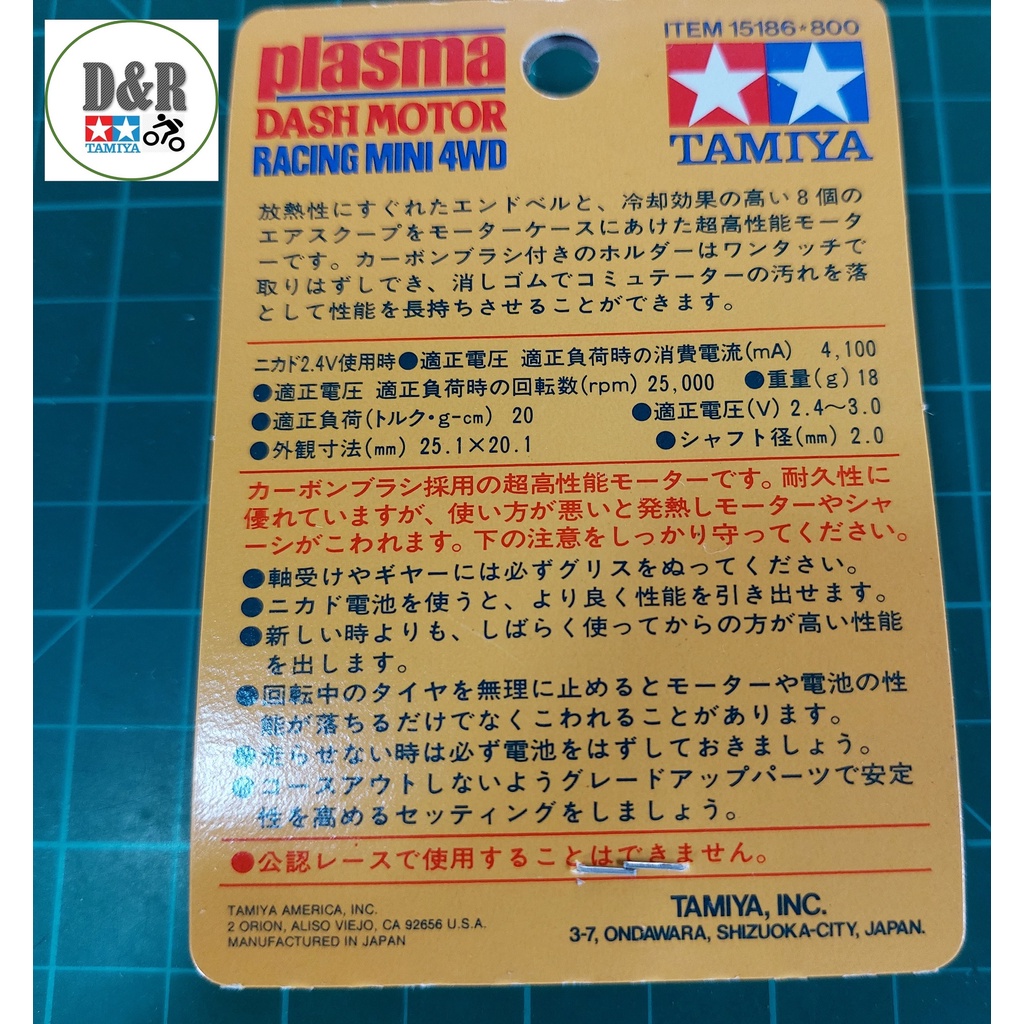 D&R
TAMIYA
plasma
DASH MOTOR
RACING MINI 4WD
ITEM 15186*800
TAMIYA
放熱性にすぐれたエンドベルと、冷却効果の高い8個の
エアスクープをモーターケースにあけた超高性能モータ
ーです。カーボンブラシ付きのホルダーはワンタッチで
取りはずしでき、消しゴムでコミュテーターの汚れを落
として性能を長持ちさせることができます。
ニカド2.4V使用時●適正電圧 適正負荷時の消費電流(mA) 4,100
●適正電圧 適正負荷時の回転数(rpm) 25,000 ●重量(g) 18
●適正負荷(トルク・g-cm) 20 ●適正電圧(V) 2.4〜3.0
●外観寸法(mm) 25.1×20.1 ●シャフト径(mm) 2.0
カーボンブラシ採用の超高性能モーターです。耐久性に
優れていますが、使い方が悪いと発熱しモーターやシャ
ーシがこわれます。下の注意をしっかり守ってください。
●軸受けやギヤーには必ずグリスをぬってください。
●ニカド電池を使うと、より良く性能を引き出せます。
●新しい時よりも、しばらく使ってからの方が高い性能
を出します。
●回転中のタイヤを無理に止めるとモーターや電池の性
能が落ちるだけでなくこわれることがあります。
●走らせない時は必ず電池をはずしておきましょう。
●コースアウトしないようグレードアップパーツで安定
性を高めるセッティングをしましょう。
●公認レースで使用することはできません。
TAMIYA AMERICA, INC.
2 ORION, ALISO VIEJO, CA 92656 U.S.A.
MANUFACTURED IN JAPAN
TAMIYA, INC.
3-7, ONDAWARA, SHIZUOKA-CITY, JAPAN.